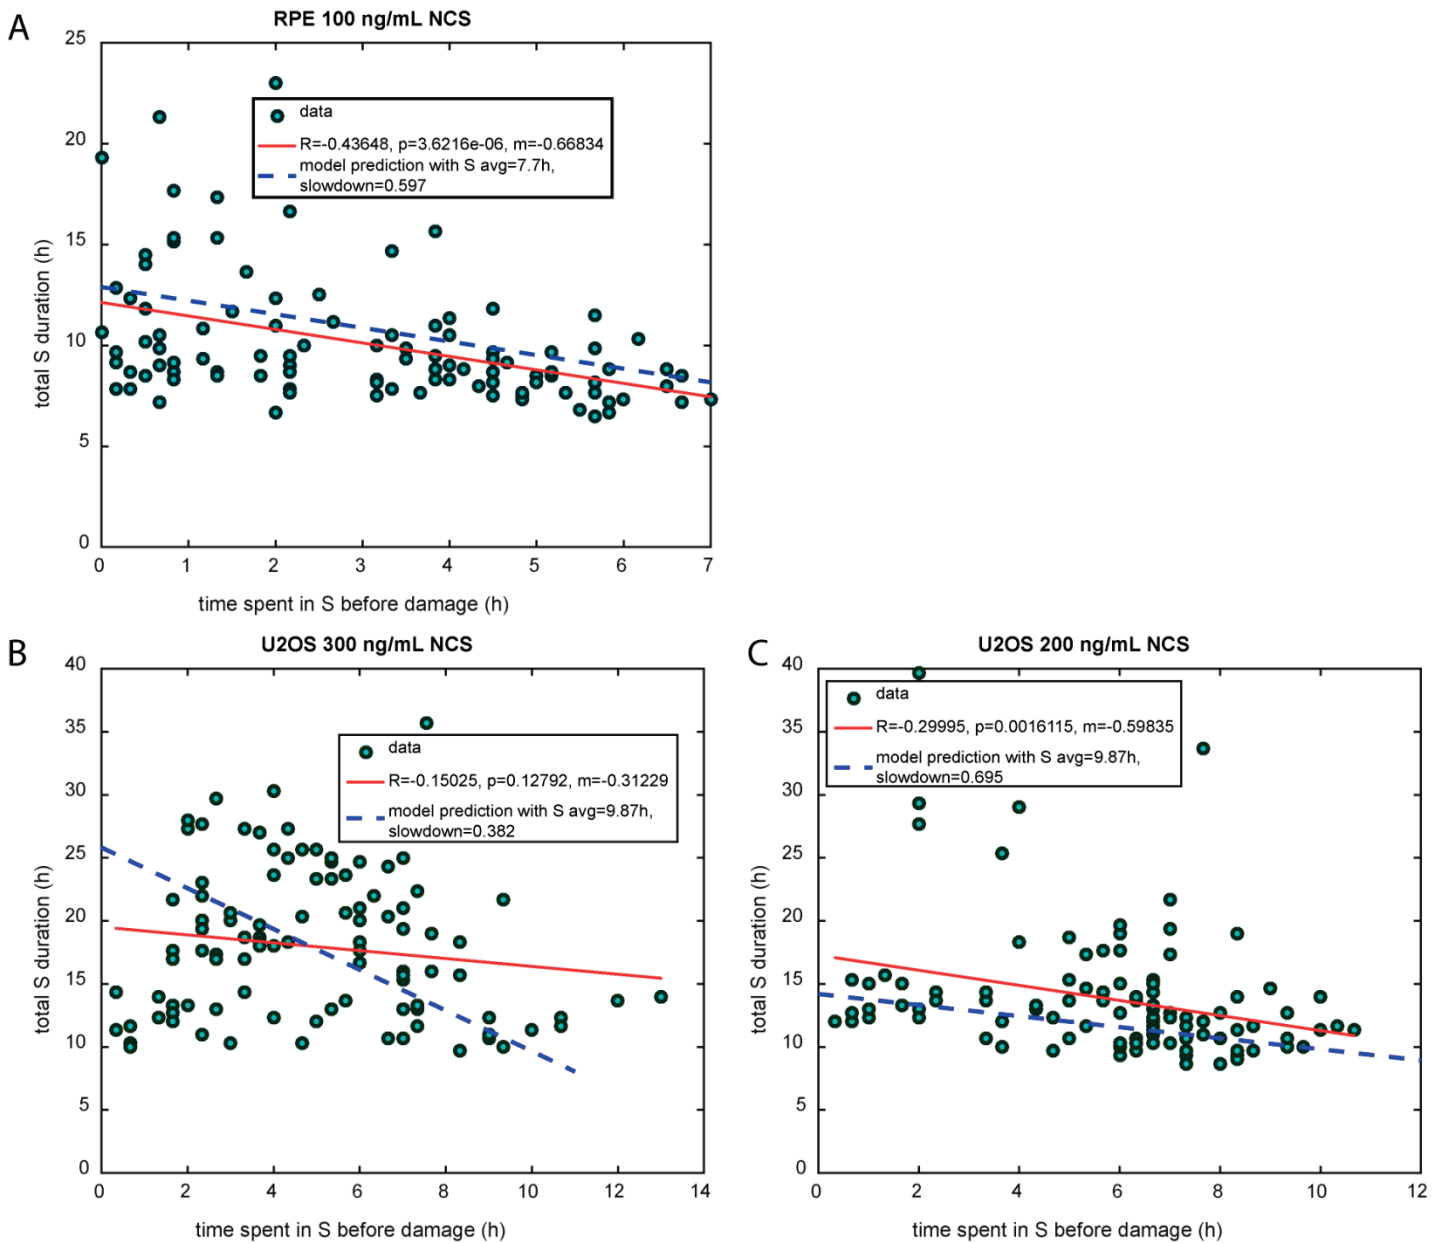 A
RPE 100 ng/mL NCS
25
20
15
10
5
0
total S duration (h)
data
R=-0.43648, p=3.6216e-06, m=-0.66834
model prediction with S avg=7.7h,
slowdown=0.597
0 1 2 3 4 5 6 7
time spent in S before damage (h)
B
U2OS 300 ng/mL NCS
40
35
30
25
20
15
10
5
0
total S duration (h)
data
R=-0.15025, p=0.12792, m=-0.31229
model prediction with S avg=9.87h,
slowdown=0.382
0 2 4 6 8 10 12 14
time spent in S before damage (h)
C
U2OS 200 ng/mL NCS
40
35
30
25
20
15
10
5
0
total S duration (h)
data
R=-0.29995, p=0.0016115, m=-0.59835
model prediction with S avg=9.87h,
slowdown=0.695
0 2 4 6 8 10 12
time spent in S before damage (h)